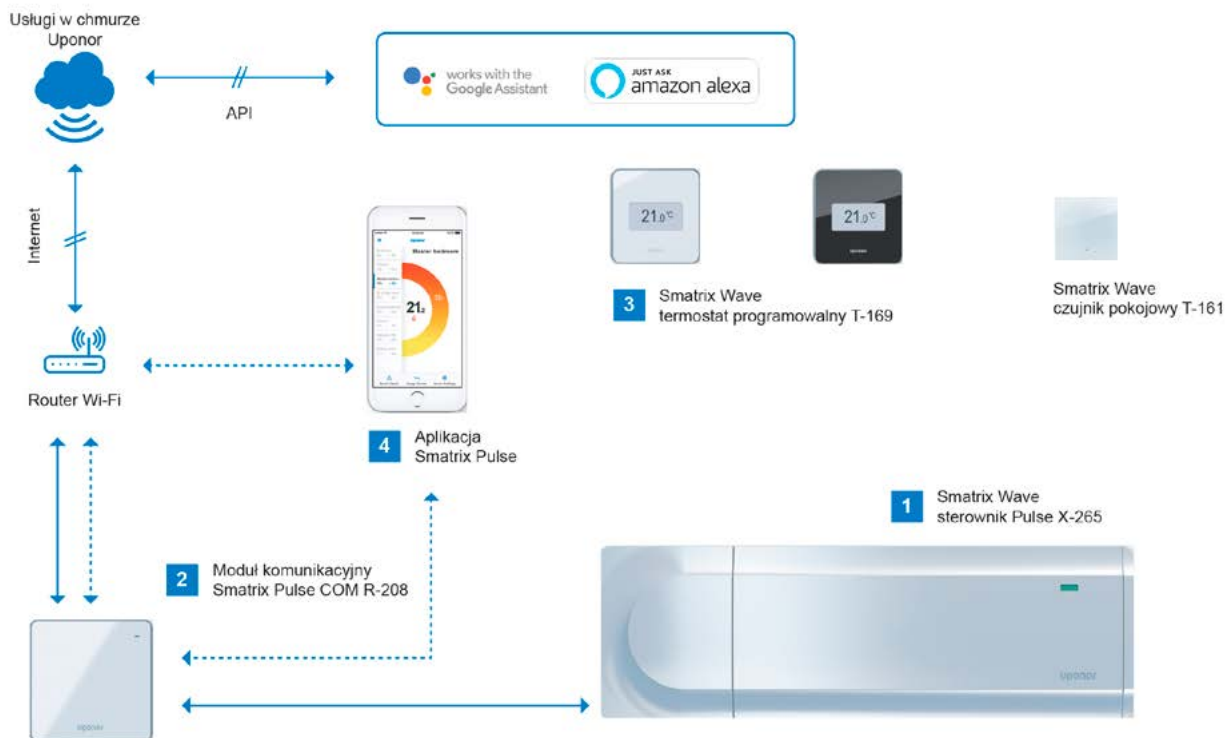 Usługi w chmurze
Uponor
API
works with the
Google Assistant
JUST ASK
amazon alexa
Internet
21.0°C
21.0°C
3
Smatrix Wave
termostat programowalny T-169
Smatrix Wave
czujnik pokojowy T-161
uponor
21.2
Router Wi-Fi
4
Aplikacja
Smatrix Pulse
1
Smatrix Wave
sterownik Pulse X-265
2
Moduł komunikacyjny
Smatrix Pulse COM R-208
uponor
uponor